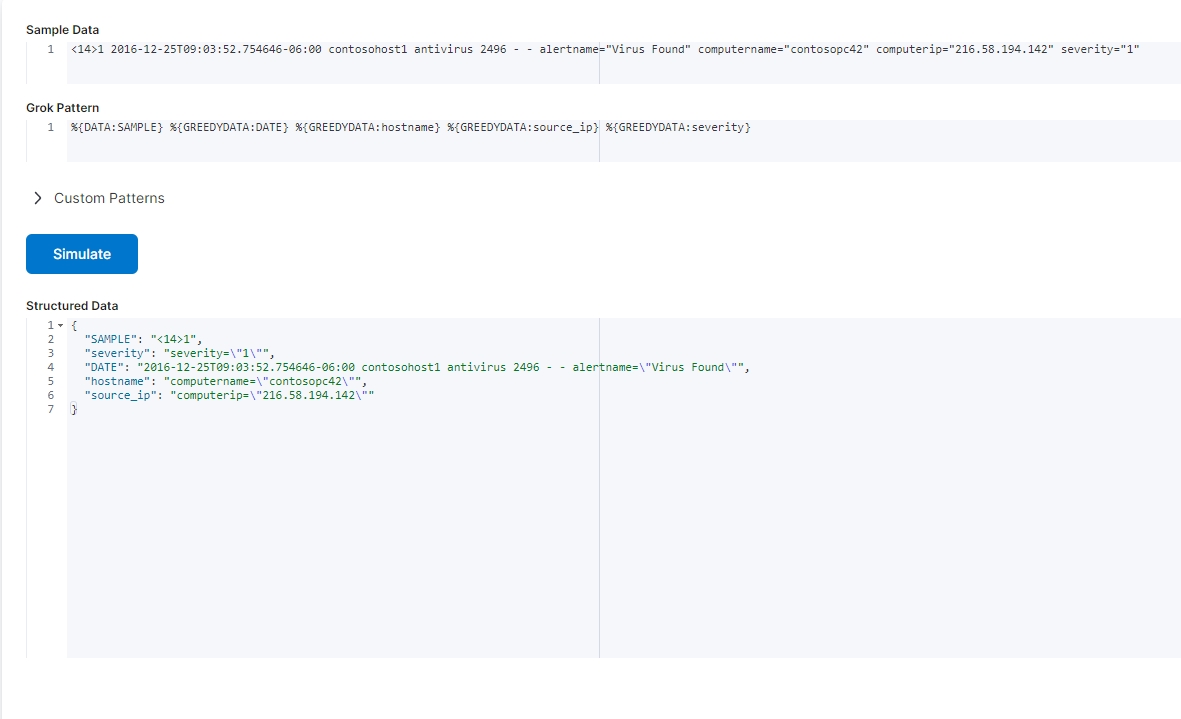 Sample Data
1 <14>1 2016-12-25T09:03:52.754646-06:00 contosohost1 antivirus 2496 - - alertname="Virus Found" computername="contosopc42" computerip="216.58.194.142" severity="1"
Grok Pattern
1 %{DATA:SAMPLE} %{GREEDYDATA:DATE} %{GREEDYDATA:hostname} %{GREEDYDATA:source_ip} %{GREEDYDATA:severity}
Custom Patterns
Simulate
Structured Data
1 {
2 "SAMPLE": "<14>1",
3 "severity": "severity=\"1\"",
4 "DATE": "2016-12-25T09:03:52.754646-06:00 contosohost1 antivirus 2496 - - alertname=\"Virus Found\"",
5 "hostname": "computername=\"contosopc42\"",
6 "source_ip": "computerip=\"216.58.194.142\""
7 }